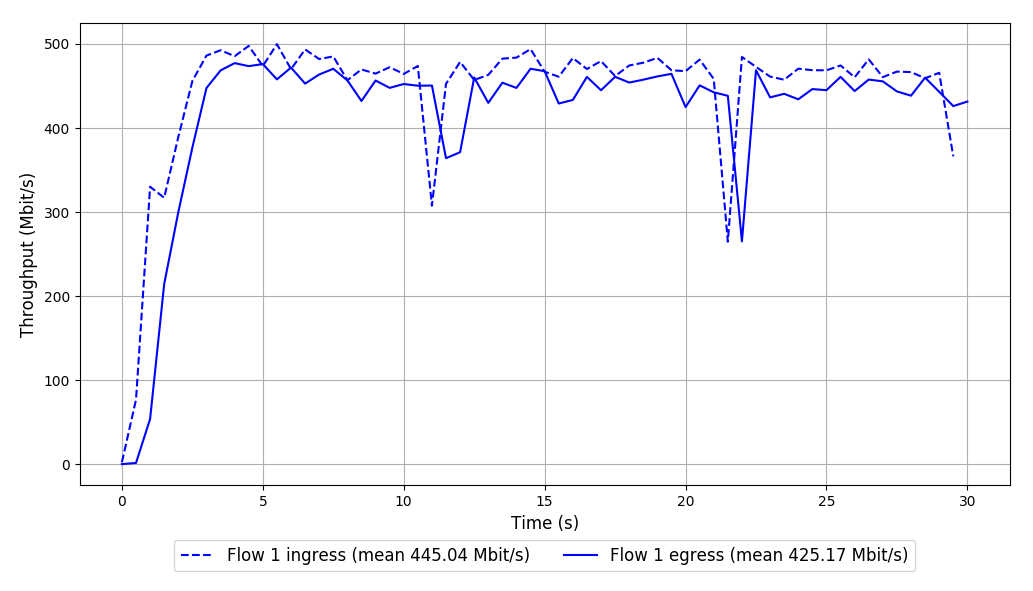 500
400
300
200
100
0
Throughput (Mbit/s)
0 5 10 15 20 25 30
Time (s)
Flow 1 ingress (mean 445.04 Mbit/s) Flow 1 egress (mean 425.17 Mbit/s)